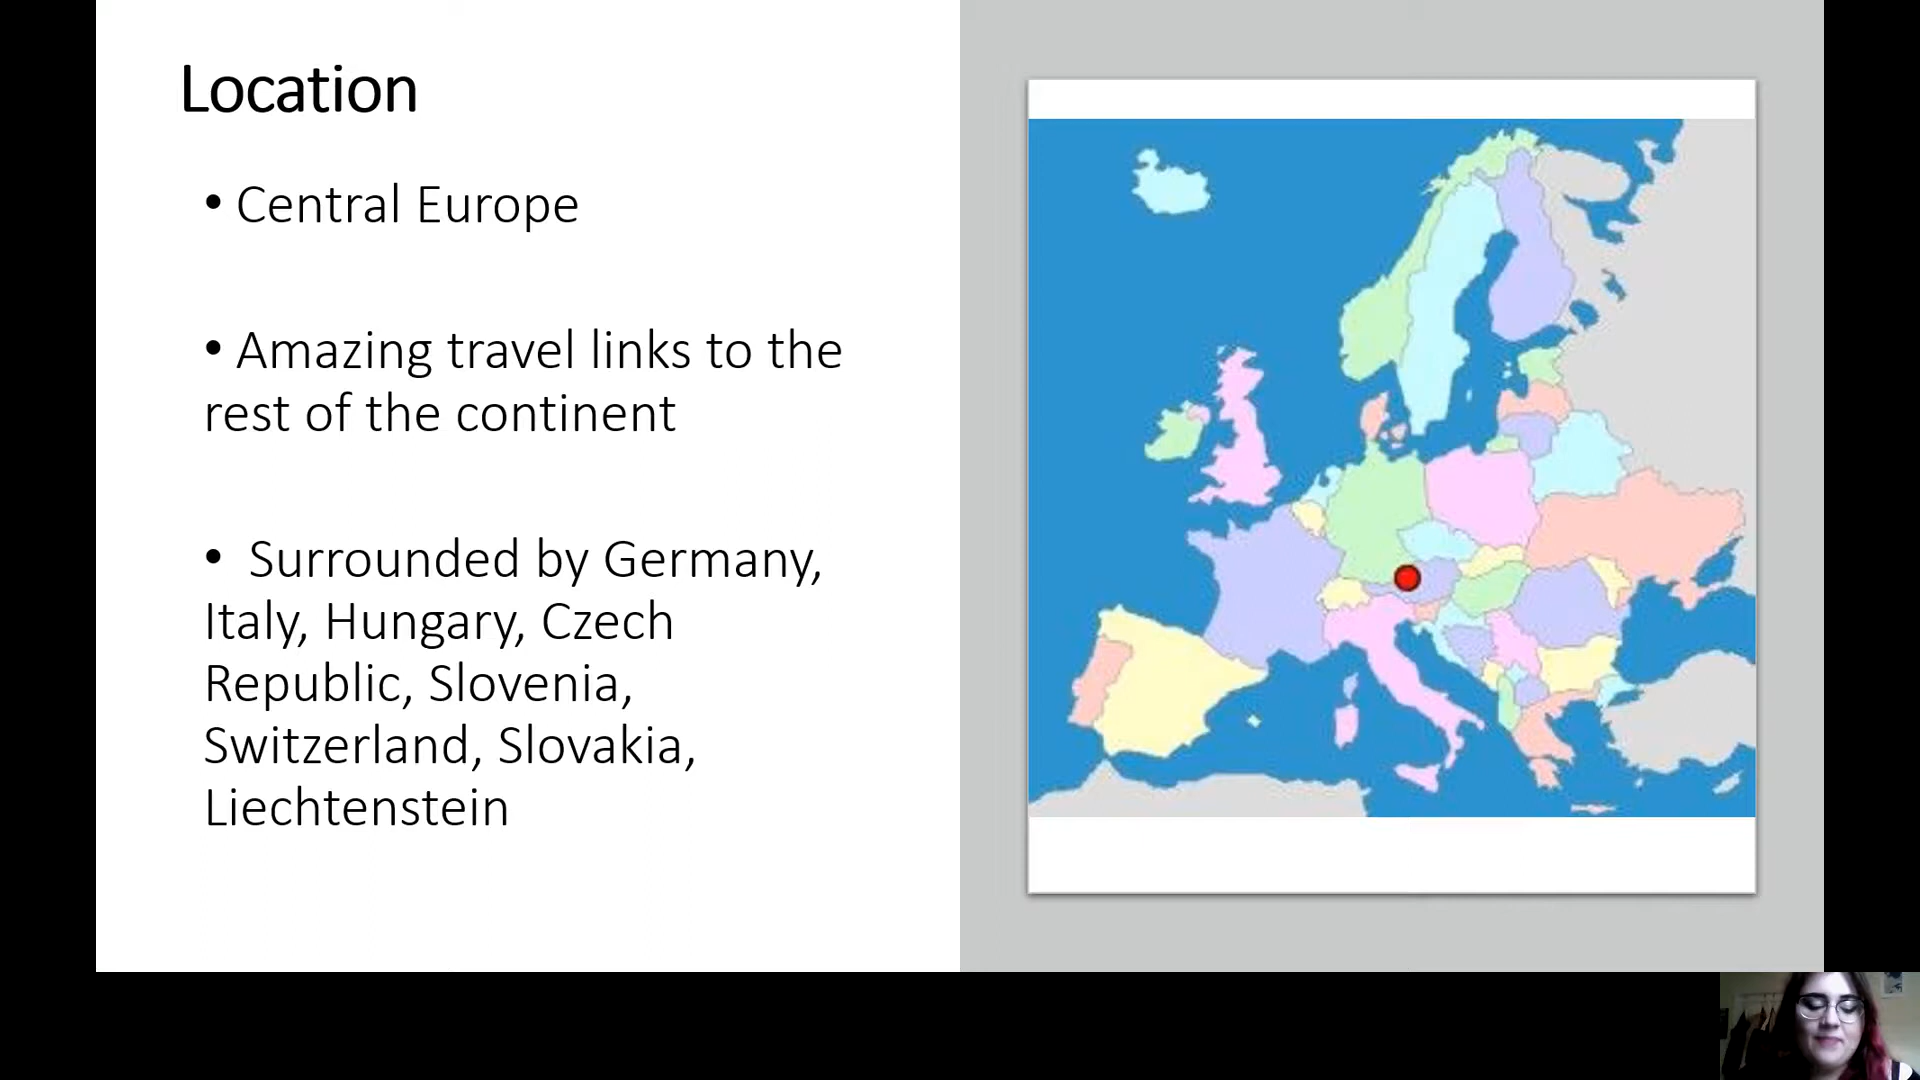 Location
• Central Europe
• Amazing travel links to the
rest of the continent
• Surrounded by Germany,
Italy, Hungary, Czech
Republic, Slovenia,
Switzerland, Slovakia,
Liechtenstein